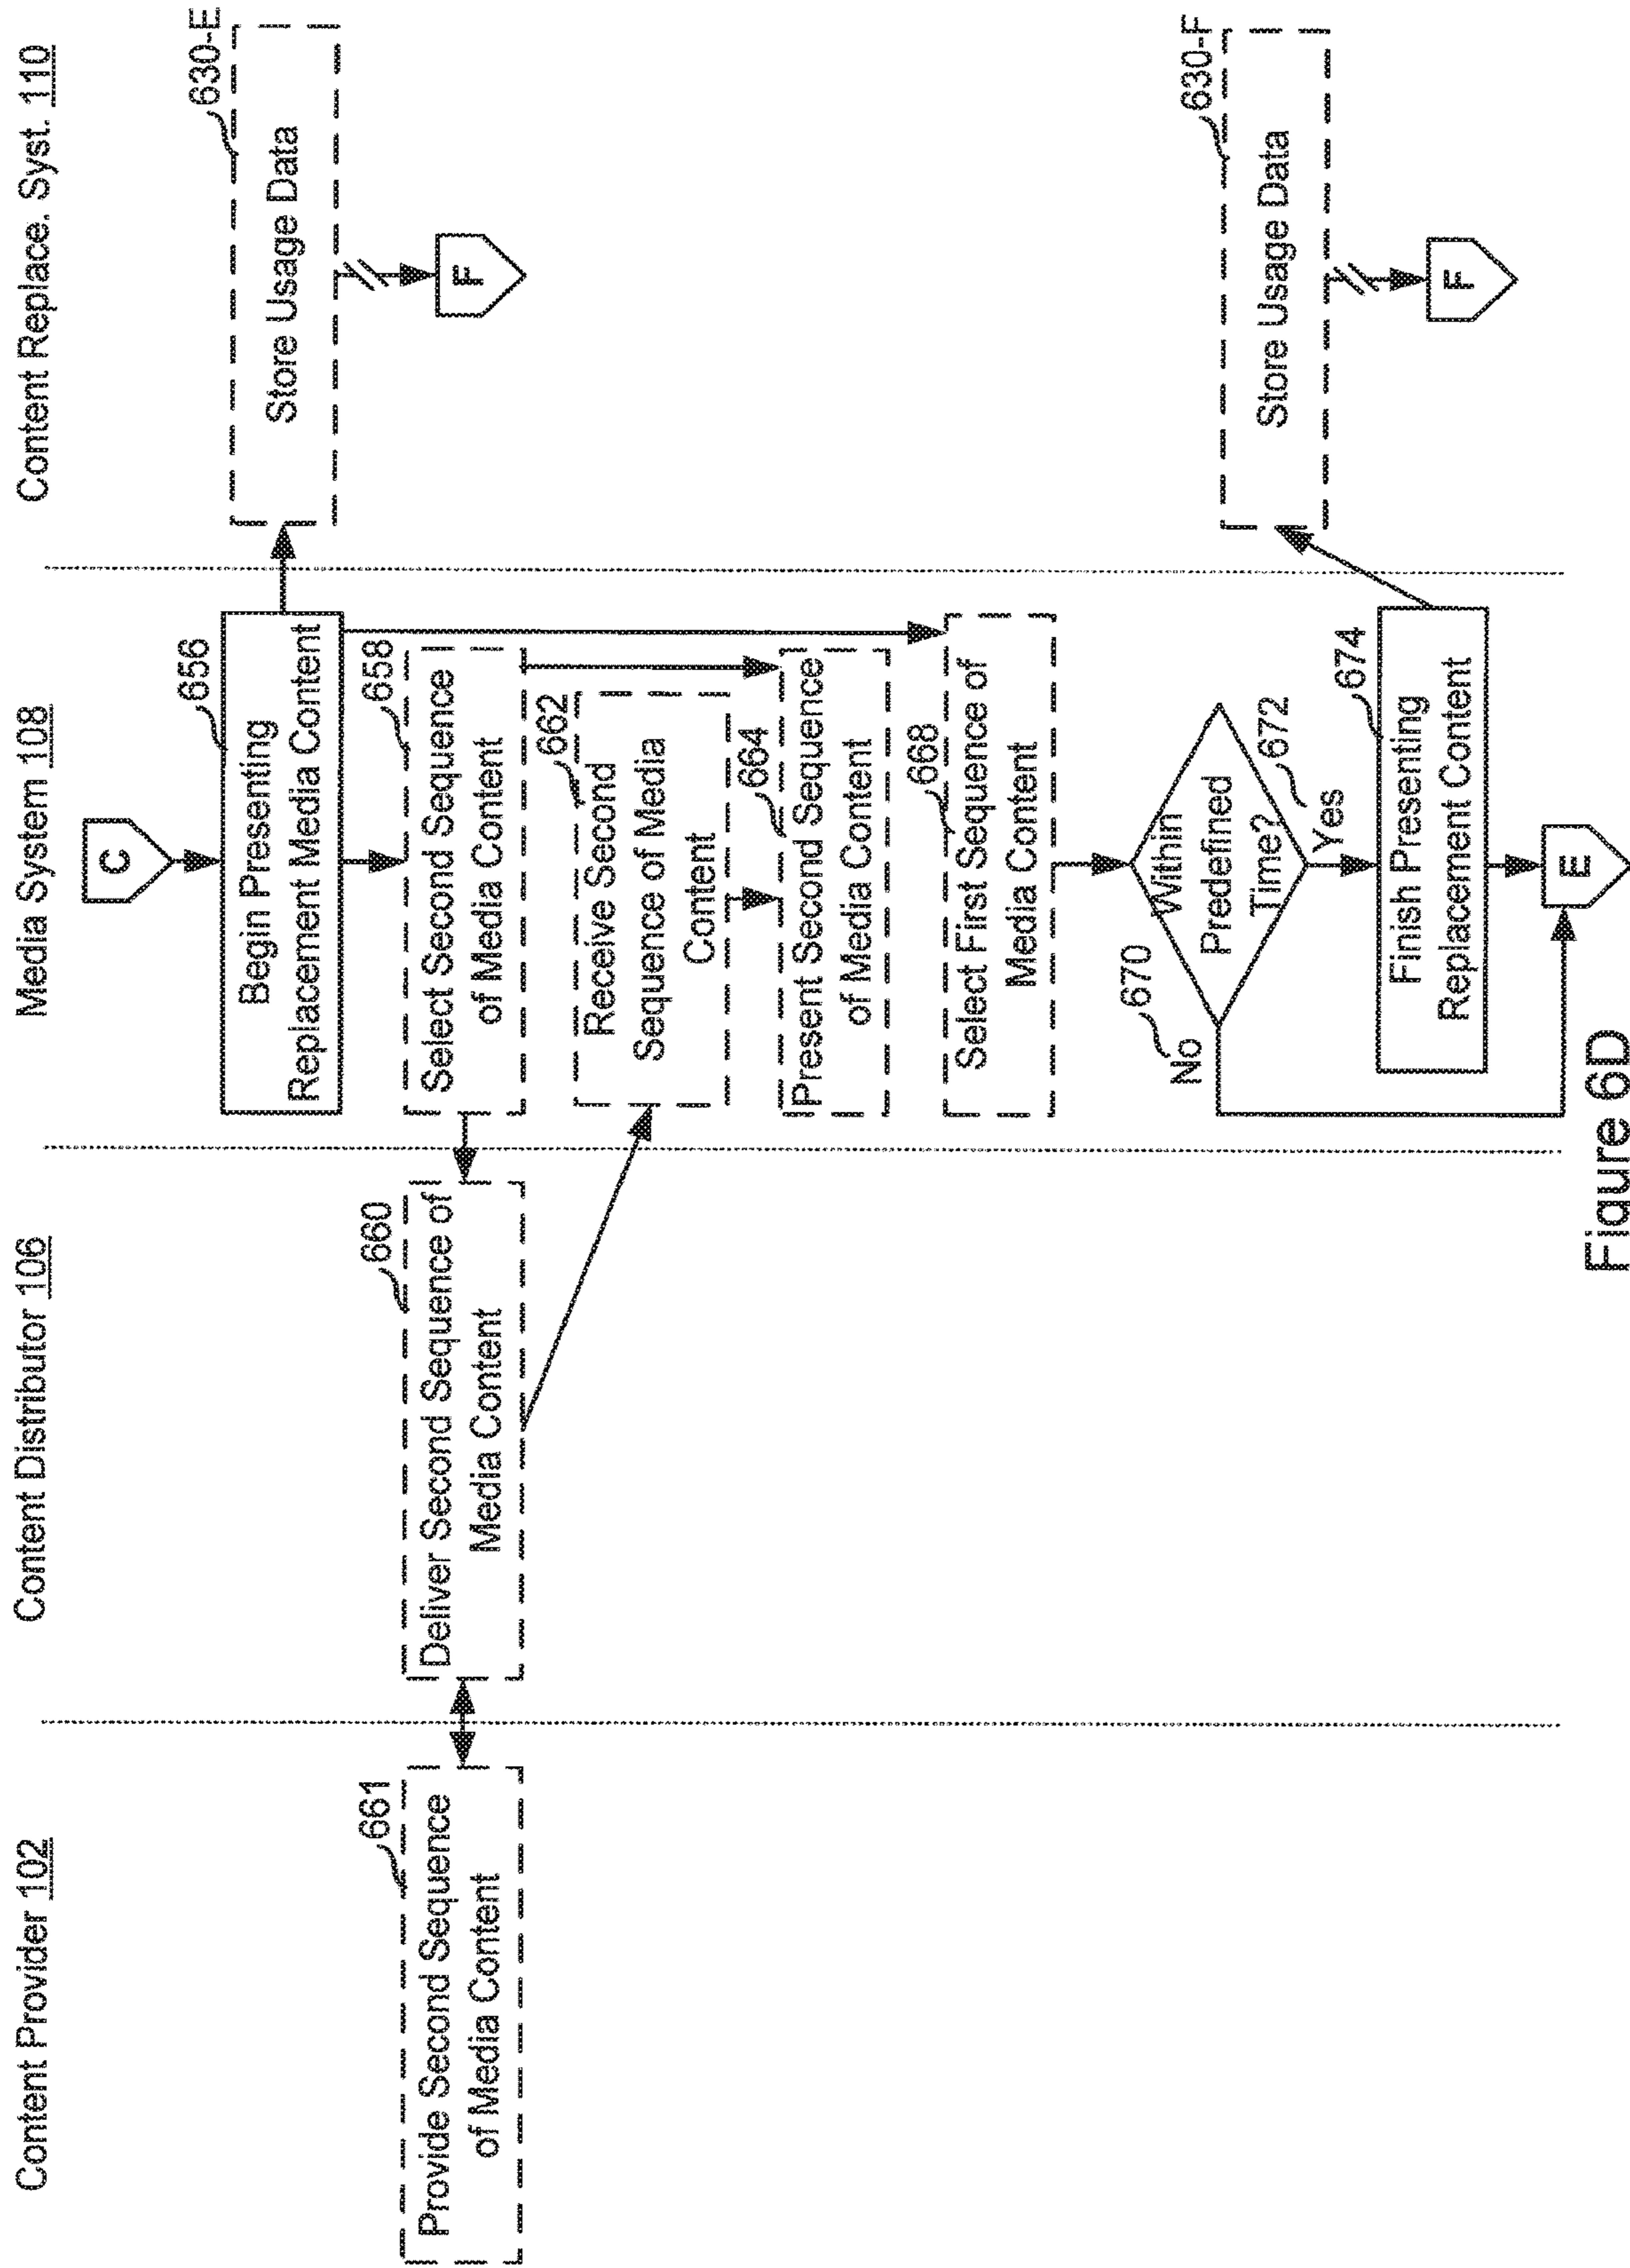 Content Provider 102
Content Distributor 106
Media System 108
Content Replace. Syst. 110
C
656
Begin Presenting
Replacement Media Content
630-E
Store Usage Data
F
661
Provide Second Sequence
of Media Content
660
Deliver Second Sequence of
Media Content
658
Select Second Sequence
of Media Content
662
Receive Second
Sequence of Media
Content
664
Present Second Sequence
of Media Content
668
Select First Sequence of
Media Content
670
No
Within
Predefined
Time?
672
Yes
630-F
Store Usage Data
F
674
Finish Presenting
Replacement Content
E
Figure 6D